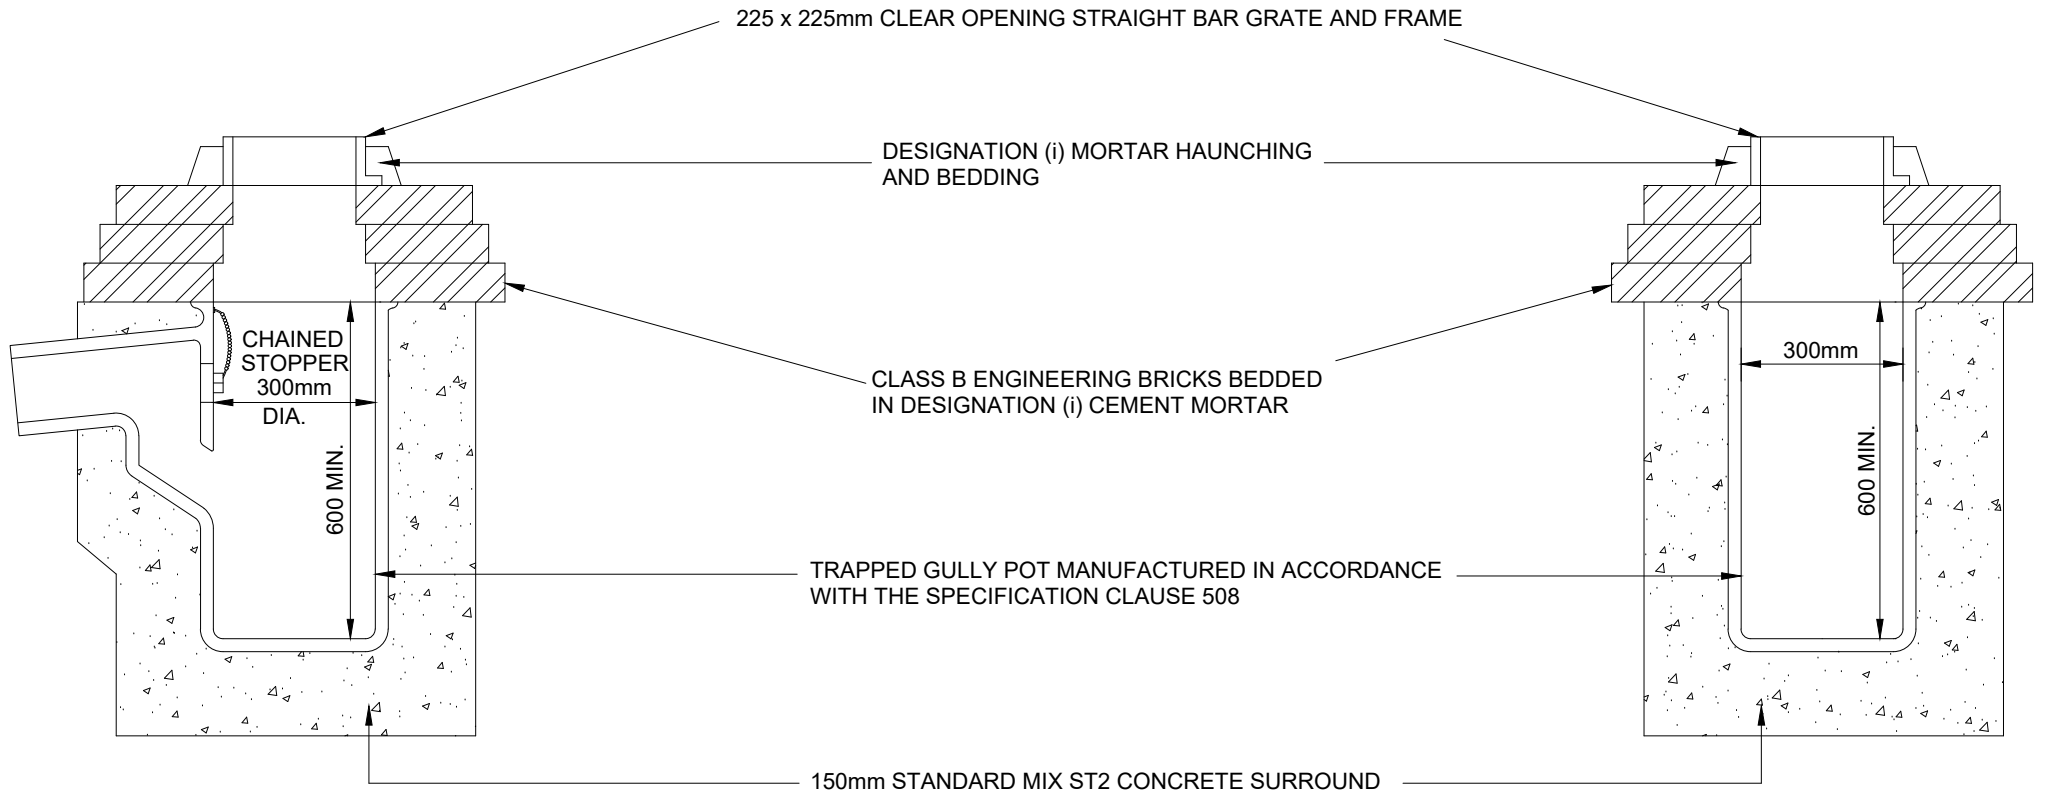 225 x 225mm CLEAR OPENING STRAIGHT BAR GRATE AND FRAME
DESIGNATION (i) MORTAR HAUNCHING
AND BEDDING
CHAINED
STOPPER
300mm
DIA.
600 MIN.
300mm
600 MIN.
CLASS B ENGINEERING BRICKS BEDDED
IN DESIGNATION (i) CEMENT MORTAR
TRAPPED GULLY POT MANUFACTURED IN ACCORDANCE
WITH THE SPECIFICATION CLAUSE 508
150mm STANDARD MIX ST2 CONCRETE SURROUND